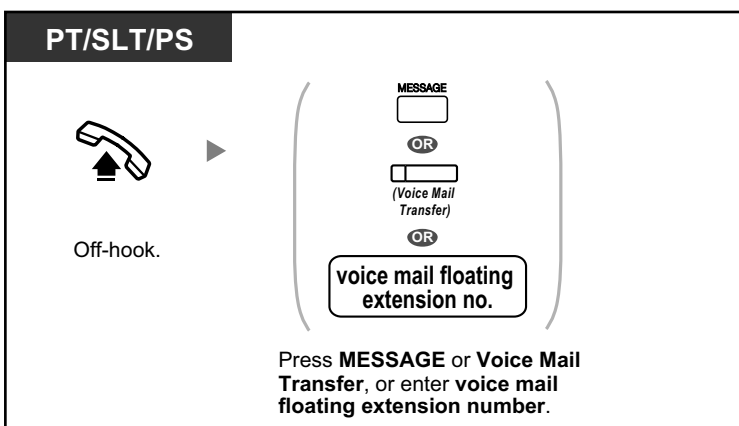 PT/SLT/PS
MESSAGE
OR
(Voice Mail
Transfer)
OR
Off-hook.
voice mail floating
extension no.
Press MESSAGE or Voice Mail
Transfer, or enter voice mail
floating extension number.